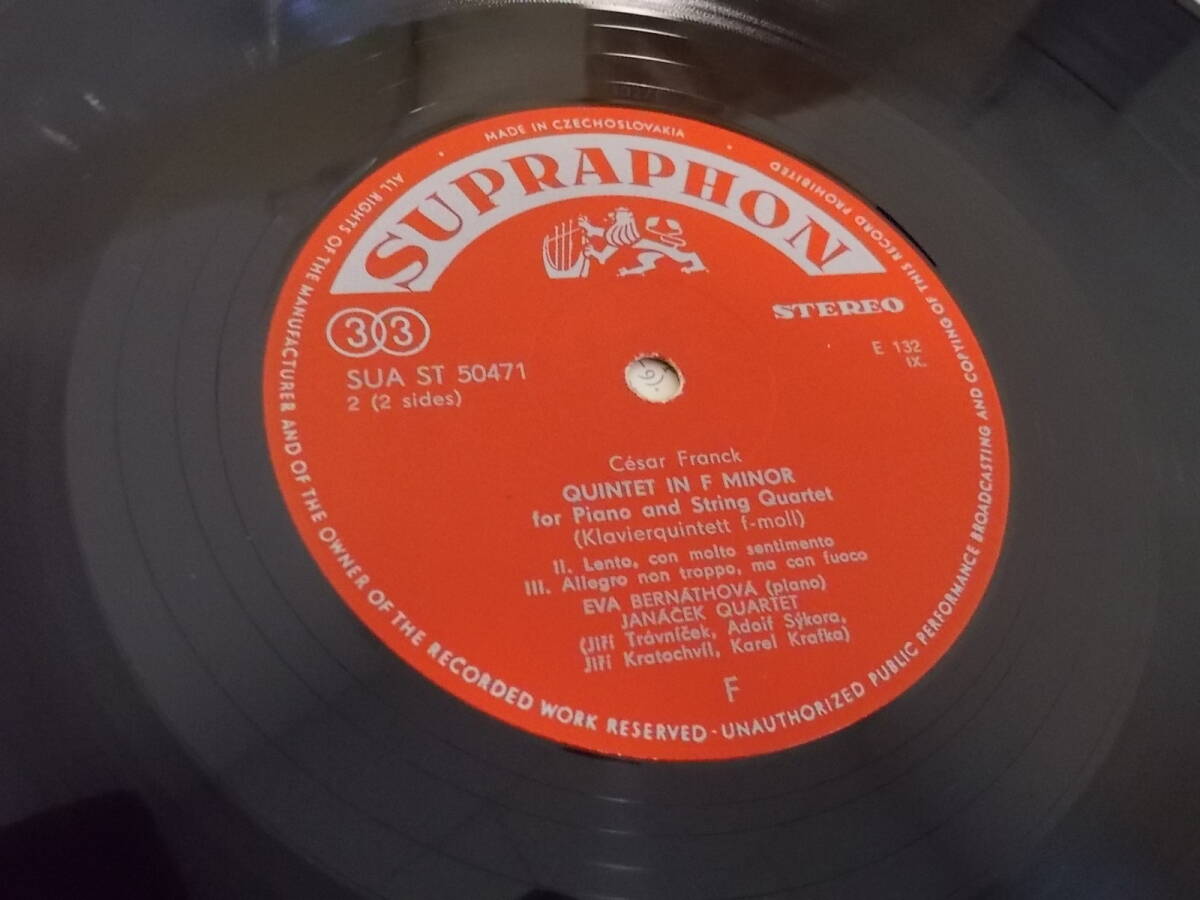 MADE IN CZECHOSLOVAKIA
SUPRAPHON
33
STEREO
SUA ST 50471
2 (2 sides)
E 132
IX.
César Franck
QUINTET IN F MINOR
for Piano and String Quartet
(Klavierquintett f-moll)
II. Lento, con molto sentimento
III. Allegro non troppo, ma con fuoco
EVA BERNÁTHOVÁ (piano)
JANÁČEK QUARTET
(Jiří Trávníček, Adolf Sýkora,
Jiří Kratochvíl, Karel Krafka)
F
ALL RIGHTS OF THE MANUFACTURER AND OF THE OWNER OF THE RECORDED WORK RESERVED · UNAUTHORIZED PUBLIC PERFORMANCE BROADCASTING AND COPYING OF THIS RECORD PROHIBITED